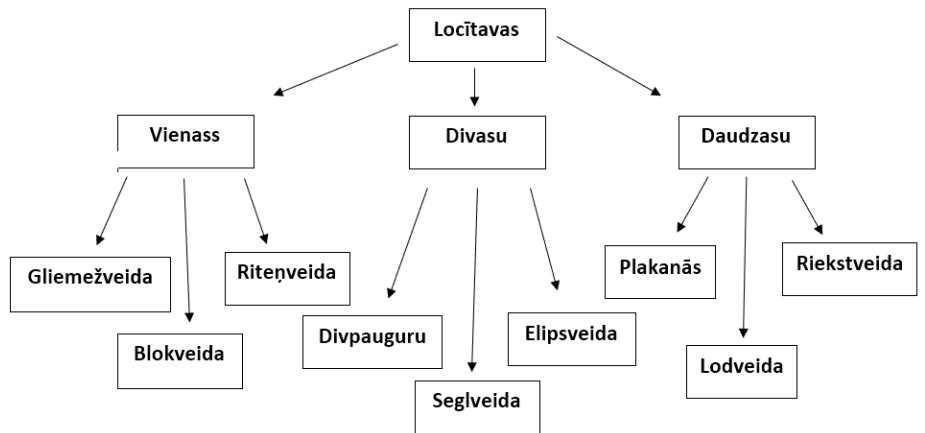 Locītavas
Vienass
Divasu
Daudzasu
Gliemežveida
Blokveida
Riteņveida
Divpauguru
Seglveida
Elipsveida
Plakanās
Lodveida
Riekstveida